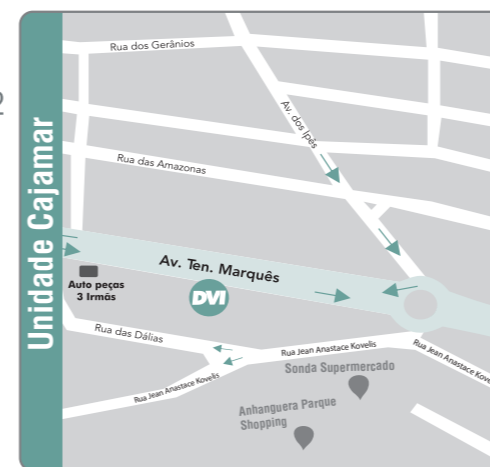 Unidade Cajamar
Rua dos Gerânios
Av. dos Ipês
Rua das Amazonas
Av. Ten. Marquês
Auto peças
3 Irmãs
DVI
Rua das Dálias
Rua Jean Anastace Kovelis
Rua Jean Anastace Kove
Sonda Supermercado
Rua Jean Anastace Kovelis
Anhanguera Parque
Shopping